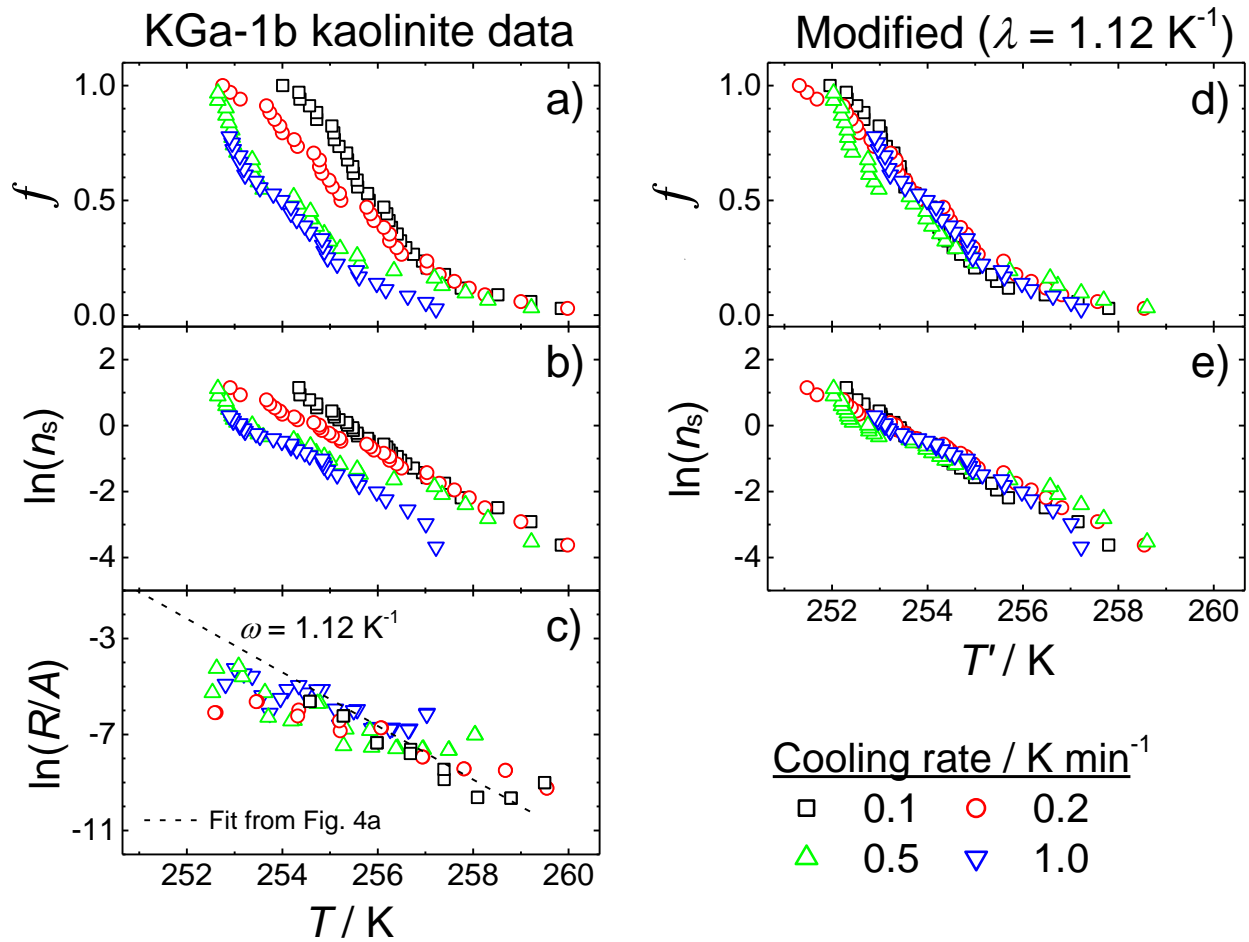 KGa-1b kaolinite data
Modified (λ = 1.12 K⁻¹)
a)
f
1.0
0.5
0.0
b)
ln(nₛ)
2
0
-2
-4
c)
ω = 1.12 K⁻¹
ln(R/A)
-3
-7
-11
Fit from Fig. 4a
252 254 256 258 260
T / K
d)
f
1.0
0.5
0.0
e)
ln(nₛ)
2
0
-2
-4
252 254 256 258 260
T' / K
Cooling rate / K min⁻¹
0.1 0.2
0.5 1.0